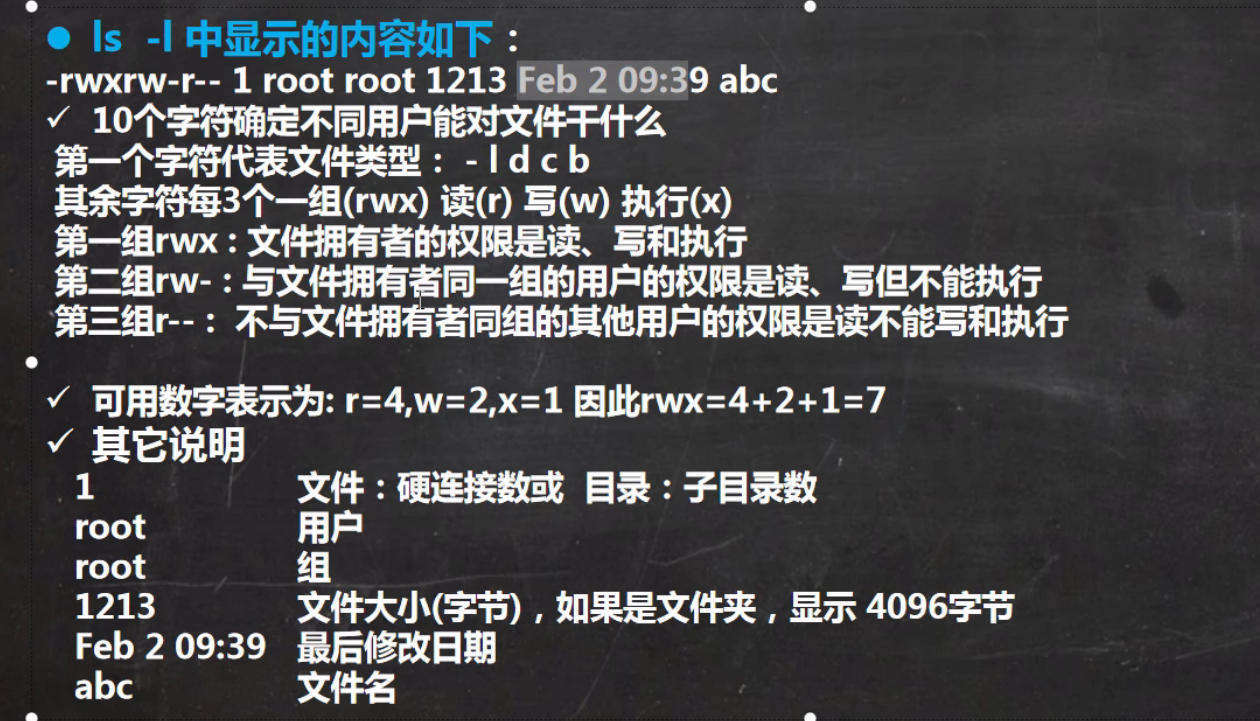 ● ls -l 中显示的内容如下：
-rwxrw-r-- 1 root root 1213 Feb 2 09:39 abc
✓ 10个字符确定不同用户能对文件干什么
第一个字符代表文件类型： - l d c b
其余字符每3个一组(rwx) 读(r) 写(w) 执行(x)
第一组rwx : 文件拥有者的权限是读、写和执行
第二组rw- : 与文件拥有者同一组的用户的权限是读、写但不能执行
第三组r-- ： 不与文件拥有者同组的其他用户的权限是读不能写和执行
✓ 可用数字表示为: r=4,w=2,x=1 因此rwx=4+2+1=7
✓ 其它说明
1 文件：硬连接数或 目录：子目录数
root 用户
root 组
1213 文件大小(字节)，如果是文件夹，显示 4096字节
Feb 2 09:39 最后修改日期
abc 文件名